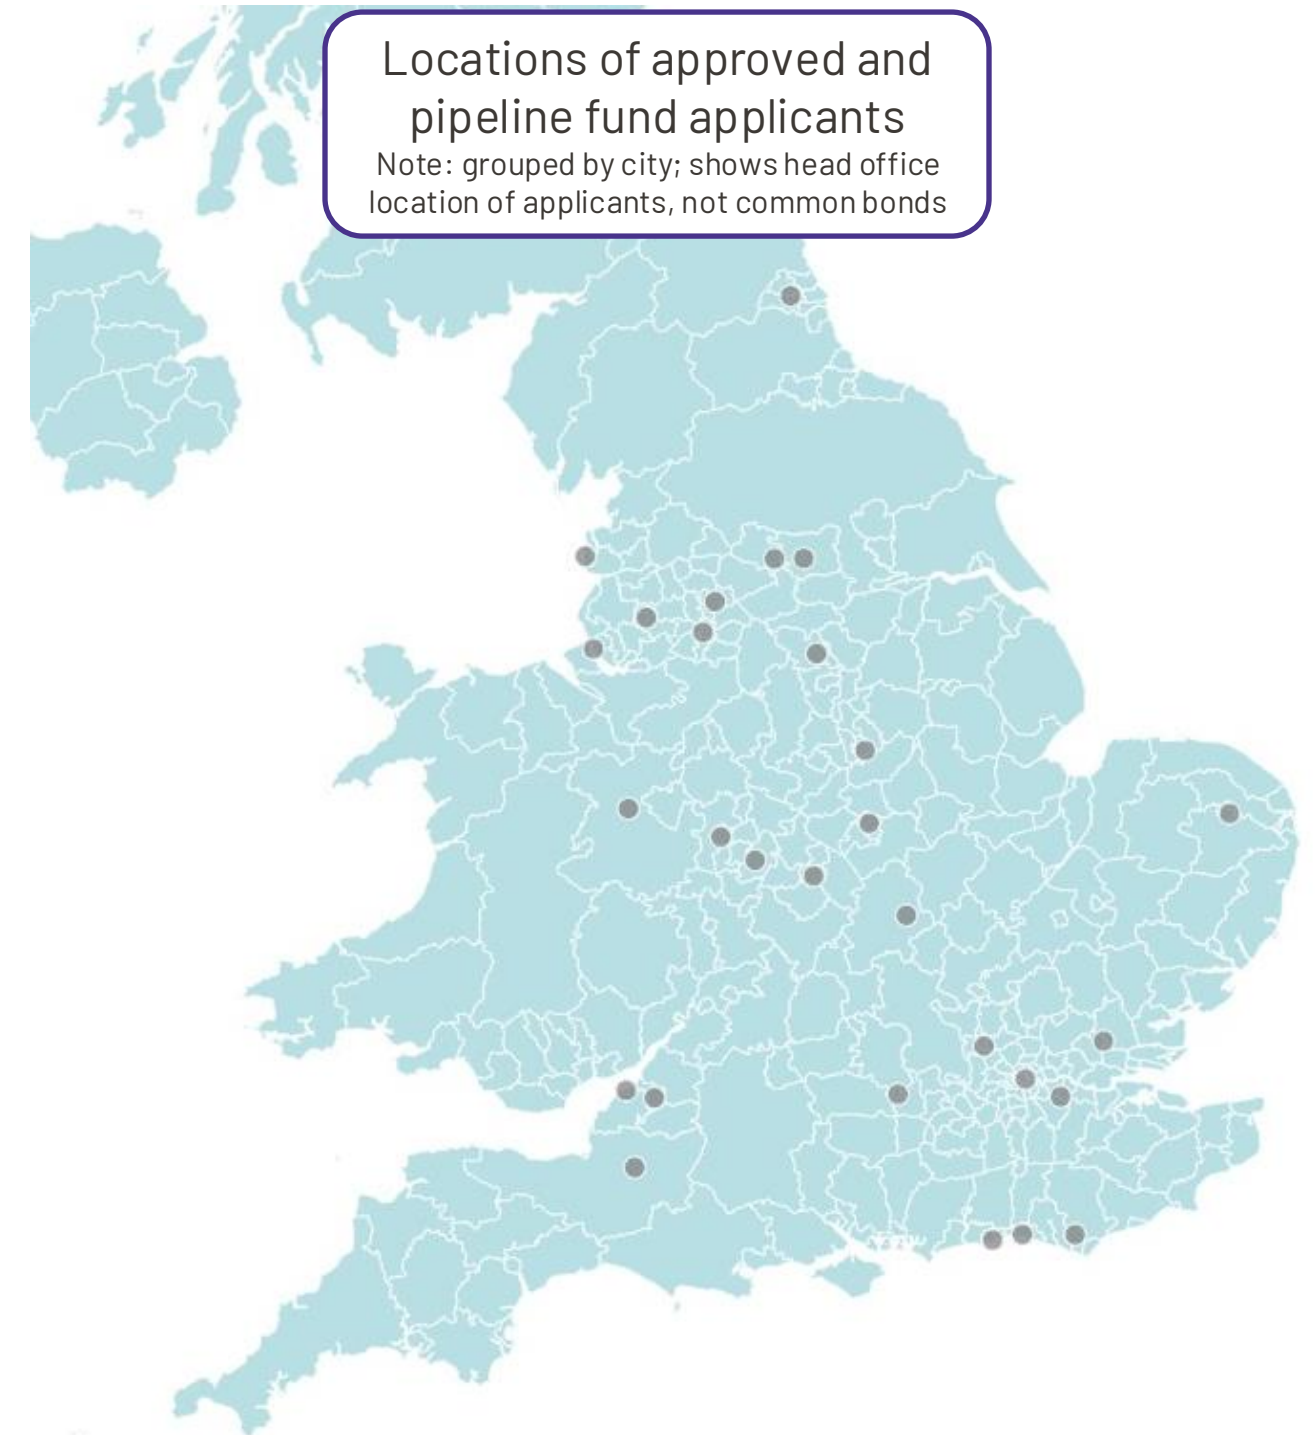 Locations of approved and
pipeline fund applicants
Note: grouped by city; shows head office
location of applicants, not common bonds